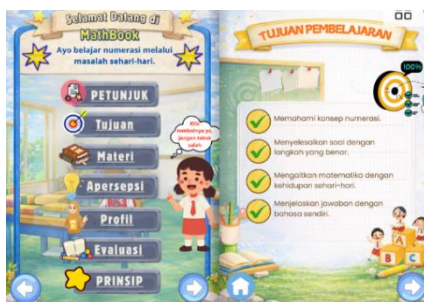 Selamat Datang di
MathBook
Ayo belajar numerasi melalui
masalah sehari-hari.
PETUNJUK
Tujuan
Materi
Apersepsi
Profil
Evaluasi
PRINSIP
jangan
salah
TUJUAN PEMBELAJARAN
100%
Memahami konsep numerasi.
Menyelesaikan soal dengan
langkah yang benar.
Mengaitkan matematika dengan
kehidupan sehari-hari.
Menjelaskan jawaban dengan
bahasa sendiri.
A
B C